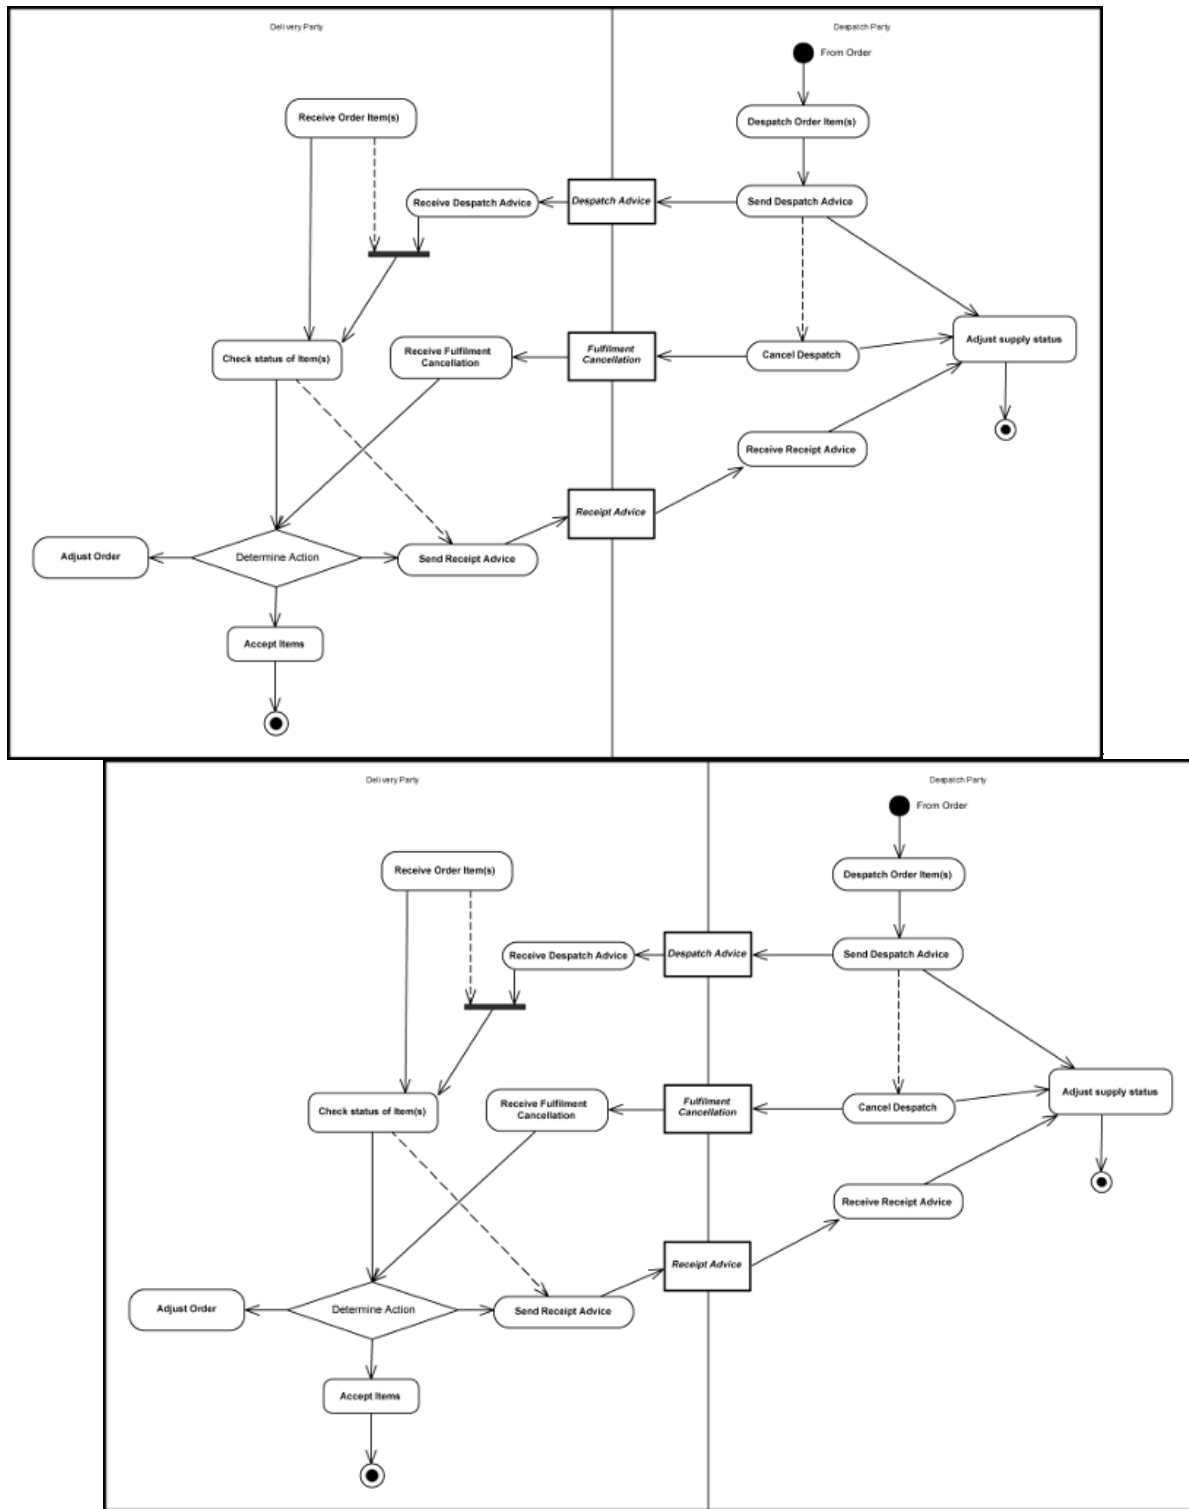 Delivery Party
Despatch Party
From Order
Receive Order Item(s)
Despatch Order Item(s)
Receive Despatch Advice
Despatch Advice
Send Despatch Advice
Check status of Item(s)
Receive Fulfilment
Cancellation
Fulfilment
Cancellation
Cancel Despatch
Adjust supply status
Receive Receipt Advice
Receipt Advice
Adjust Order
Determine Action
Send Receipt Advice
Accept Items
Delivery Party
Despatch Party
From Order
Receive Order Item(s)
Despatch Order Item(s)
Receive Despatch Advice
Despatch Advice
Send Despatch Advice
Check status of Item(s)
Receive Fulfilment
Cancellation
Fulfilment
Cancellation
Cancel Despatch
Adjust supply status
Receive Receipt Advice
Receipt Advice
Adjust Order
Determine Action
Send Receipt Advice
Accept Items